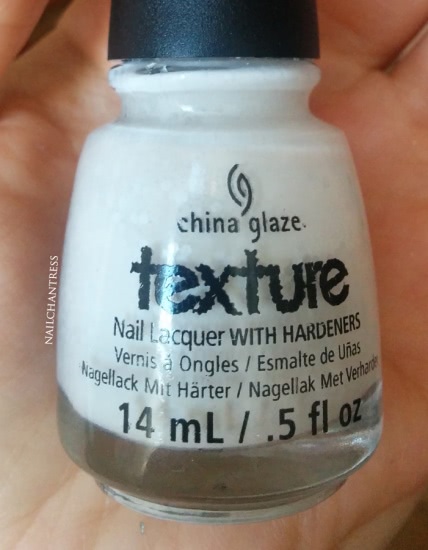 china glaze.
texture
Nail Lacquer WITH HARDENERS
Vernis á Ongles / Esmalte de Uñas
Nagellack Mit Härter / Nagellak Met Verharder
14 mL / .5 fl oz
NAILCHANTRESS